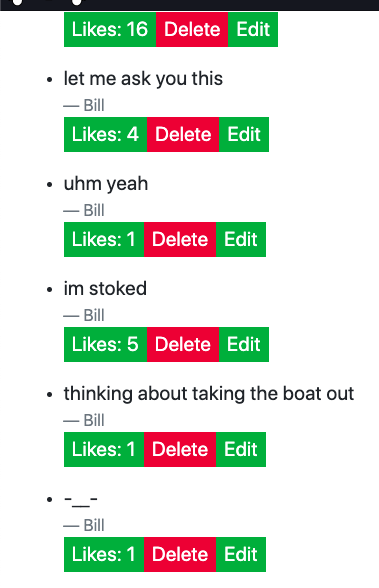 Likes: 16 Delete Edit
let me ask you this
— Bill
Likes: 4 Delete Edit
uhm yeah
— Bill
Likes: 1 Delete Edit
im stoked
— Bill
Likes: 5 Delete Edit
thinking about taking the boat out
— Bill
Likes: 1 Delete Edit
-__-
— Bill
Likes: 1 Delete Edit